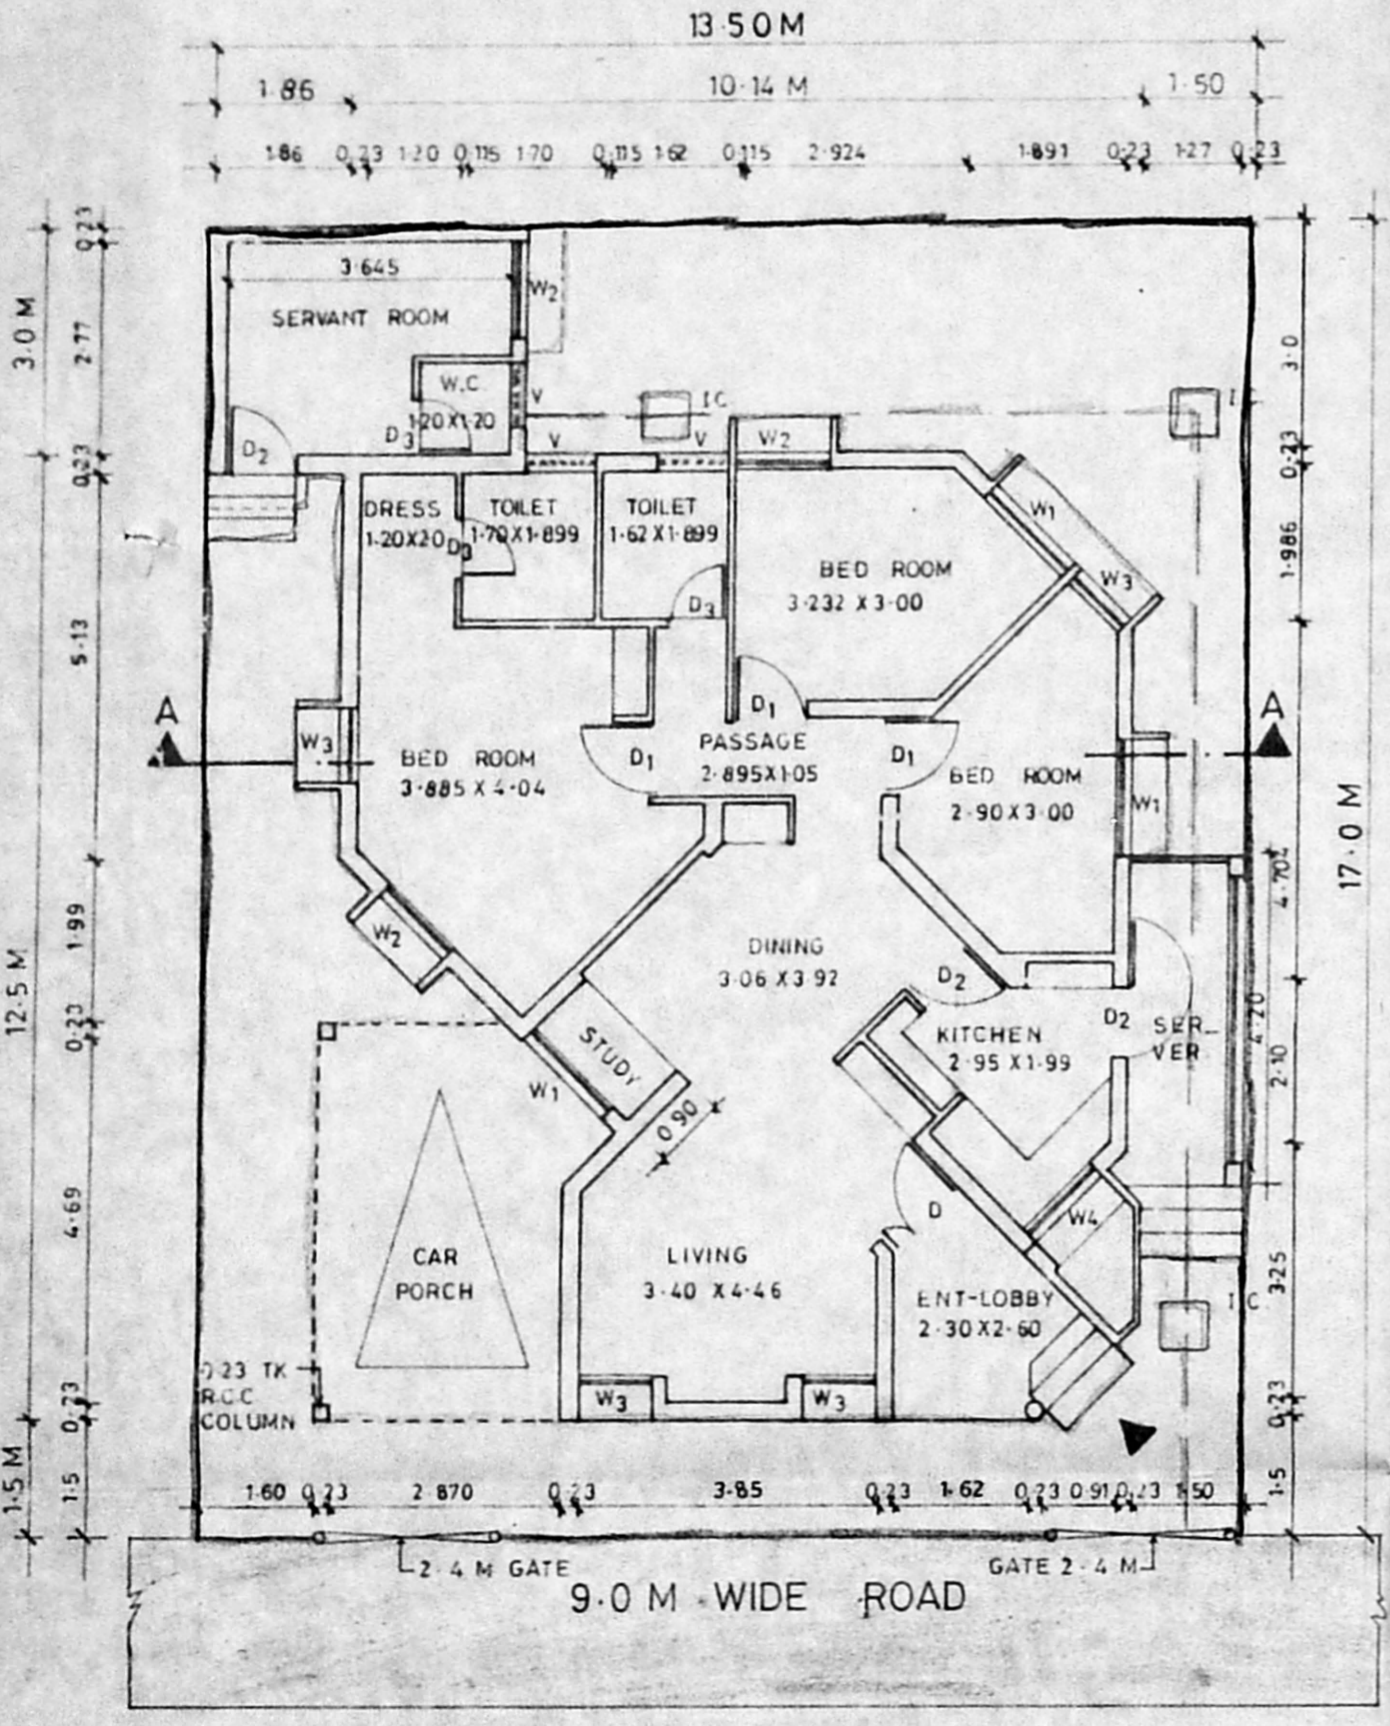 13·50 M
1·86 10·14 M 1·50
1·86 0·23 1·20 0·115 1·70 0·115 1·62 0·115 2·924 1·891 0·23 1·27 0·23
0·23
2·77
3·0 M
0·23
5·13
1·99
12·5 M
0·23
4·69
0·23
1·5 M
1·5
3·645
SERVANT ROOM
W2
W.C
1·20X1·20
V
D3
D2
V
V
IC
W2
I
DRESS
1·20X2·0
D3
TOILET
1·70X1·899
TOILET
1·62X1·899
D3
BED ROOM
3·232 X 3·00
W1
W3
A
W3
BED ROOM
3·885 X 4·04
D1
D1
PASSAGE
2·895X1·05
D1
BED ROOM
2·90X3·00
W1
A
W2
DINING
3·06X3·92
D2
KITCHEN
2·95 X1·99
D2
SER-
VER
STUDY
W1
0·90
D
W4
CAR
PORCH
LIVING
3·40 X4·46
ENT-LOBBY
2·30X2·60
IC
0·23 TK
R.C.C
COLUMN
W3
W3
3·0
0·23
1·986
4·704
17·0 M
4·20
2·10
3·25
0·23
1·5
1·60 0·23 2·870 0·23 3·85 0·23 1·62 0·23 0·91 0·23 1·50
2·4 M GATE
GATE 2·4 M
9·0 M WIDE ROAD